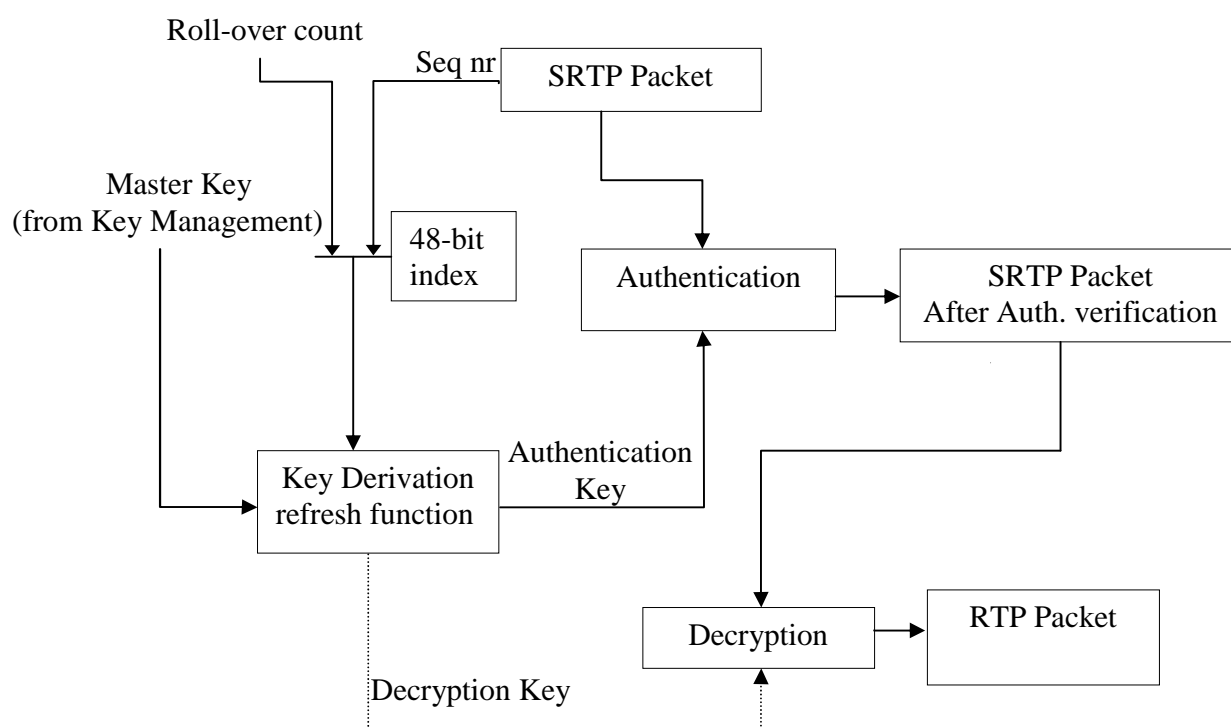 Roll-over count
Seq nr
SRTP Packet
Master Key
(from Key Management)
48-bit
index
Authentication
SRTP Packet
After Auth. verification
Key Derivation
refresh function
Authentication
Key
Decryption
RTP Packet
Decryption Key